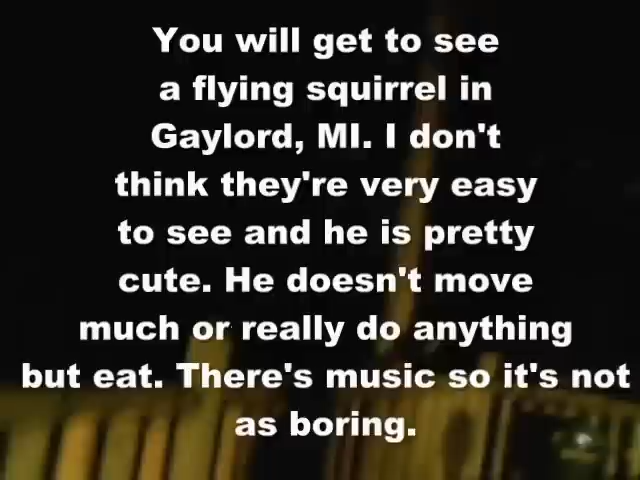 You will get to see
a flying squirrel in
Gaylord, MI. I don't
think they're very easy
to see and he is pretty
cute. He doesn't move
much or really do anything
but eat. There's music so it's not
as boring.